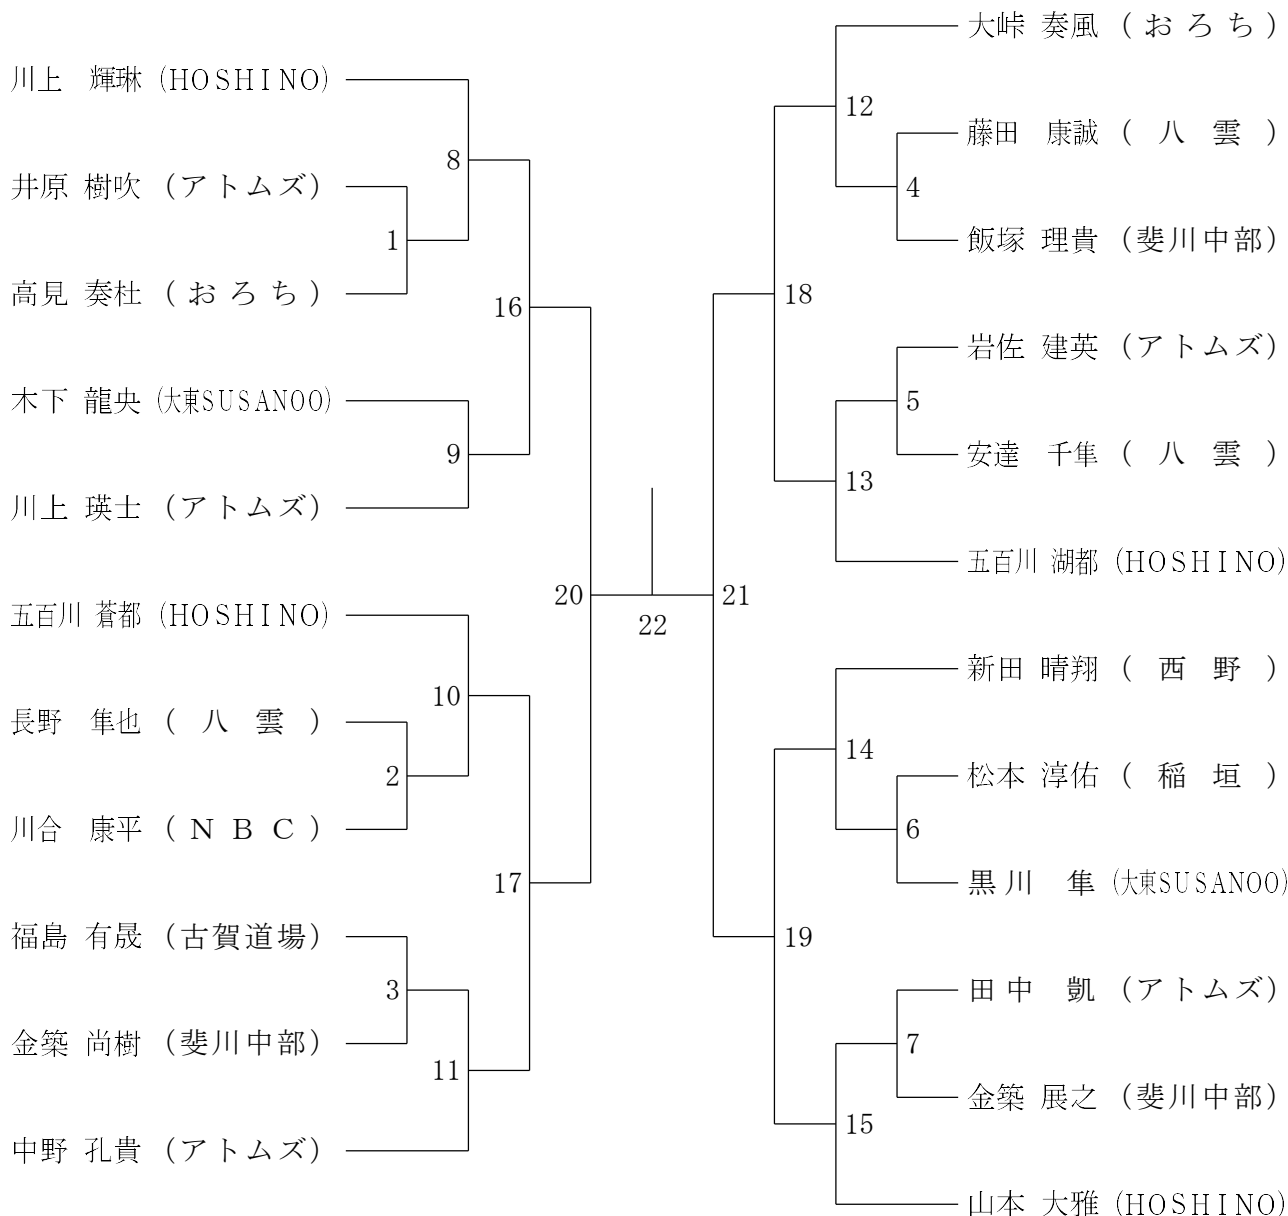 川上 輝琳 (HOSHINO)
井原 樹吹 (アトムズ)
高見 奏杜 (おろち)
木下 龍央 (大東SUSANOO)
川上 瑛士 (アトムズ)
五百川 蒼都 (HOSHINO)
長野 隼也 (八雲)
川合 康平 (NBC)
福島 有晟 (古賀道場)
金築 尚樹 (斐川中部)
中野 孔貴 (アトムズ)
1
2
3
8
9
10
11
16
17
20
22
21
18
19
12
13
14
15
4
5
6
7
大峠 奏風 (おろち)
藤田 康誠 (八雲)
飯塚 理貴 (斐川中部)
岩佐 建英 (アトムズ)
安達 千隼 (八雲)
五百川 湖都 (HOSHINO)
新田 晴翔 (西野)
松本 淳佑 (稲垣)
黒川 隼 (大東SUSANOO)
田中 凱 (アトムズ)
金築 展之 (斐川中部)
山本 大雅 (HOSHINO)